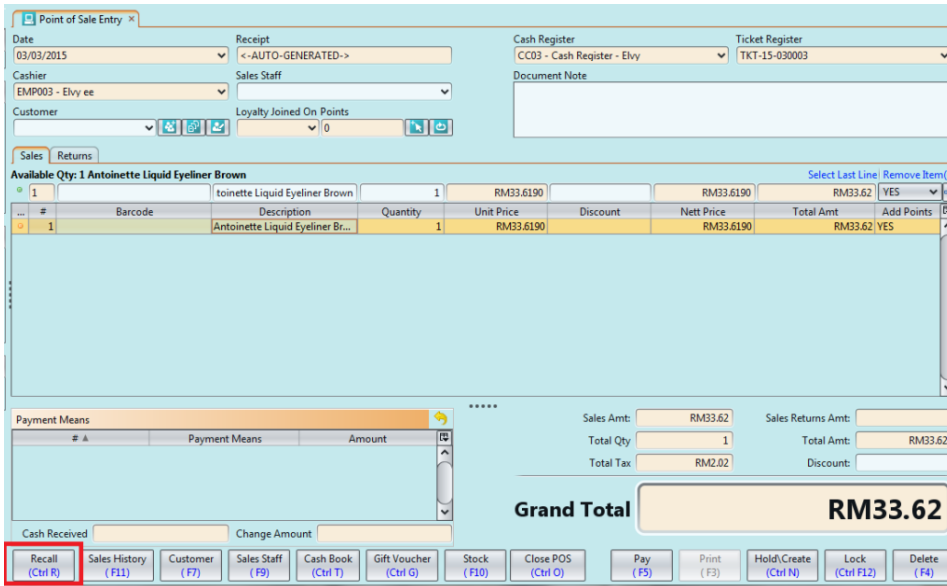 Point of Sale Entry ×
Date Receipt Cash Register Ticket Register
03/03/2015 <-AUTO-GENERATED-> CC03 - Cash Register - Elvy TKT-15-030003
Cashier Sales Staff Document Note
EMP003 - Elvy ee
Customer Loyalty Joined On Points
0
Sales Returns
Available Qty: 1 Antoinette Liquid Eyeliner Brown Select Last Line Remove Item(
1 toinette Liquid Eyeliner Brown 1 RM33.6190 RM33.6190 RM33.62 YES
... # Barcode Description Quantity Unit Price Discount Nett Price Total Amt Add Points
1 Antoinette Liquid Eyeliner Br... 1 RM33.6190 RM33.6190 RM33.62 YES
Payment Means Sales Amt: RM33.62 Sales Returns Amt:
# Payment Means Amount Total Qty 1 Total Amt: RM33.62
Total Tax RM2.02 Discount:
Grand Total RM33.62
Cash Received Change Amount
Recall Sales History Customer Sales Staff Cash Book Gift Voucher Stock Close POS Pay Print Hold\Create Lock Delete
(Ctrl R) ( F11) ( F7) ( F9) (Ctrl T) (Ctrl G) ( F10) (Ctrl O) ( F5) ( F3) (Ctrl N) (Ctrl F12) ( F4)